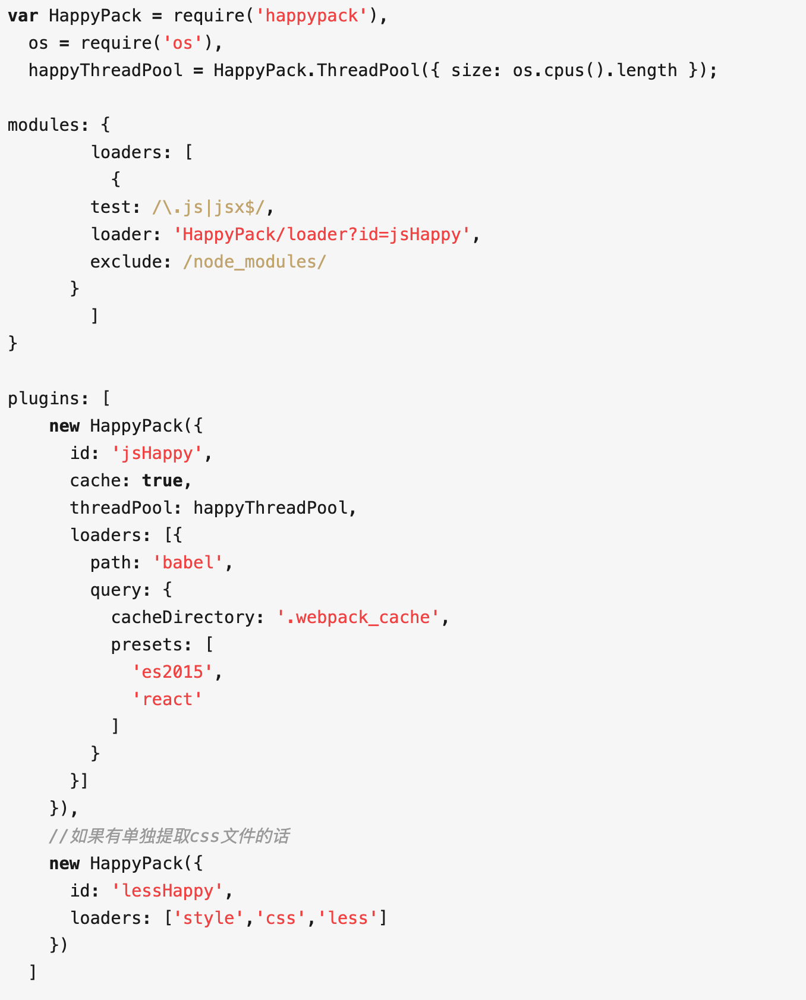 var HappyPack = require('happypack'),
  os = require('os'),
  happyThreadPool = HappyPack.ThreadPool({ size: os.cpus().length });

modules: {
        loaders: [
          {
        test: /\.js|jsx$/,
        loader: 'HappyPack/loader?id=jsHappy',
        exclude: /node_modules/
      }
        ]
}

plugins: [
    new HappyPack({
      id: 'jsHappy',
      cache: true,
      threadPool: happyThreadPool,
      loaders: [{
        path: 'babel',
        query: {
          cacheDirectory: '.webpack_cache',
          presets: [
            'es2015',
            'react'
          ]
        }
      }]
    }),
    //如果有单独提取css文件的话
    new HappyPack({
      id: 'lessHappy',
      loaders: ['style','css','less']
    })
  ]